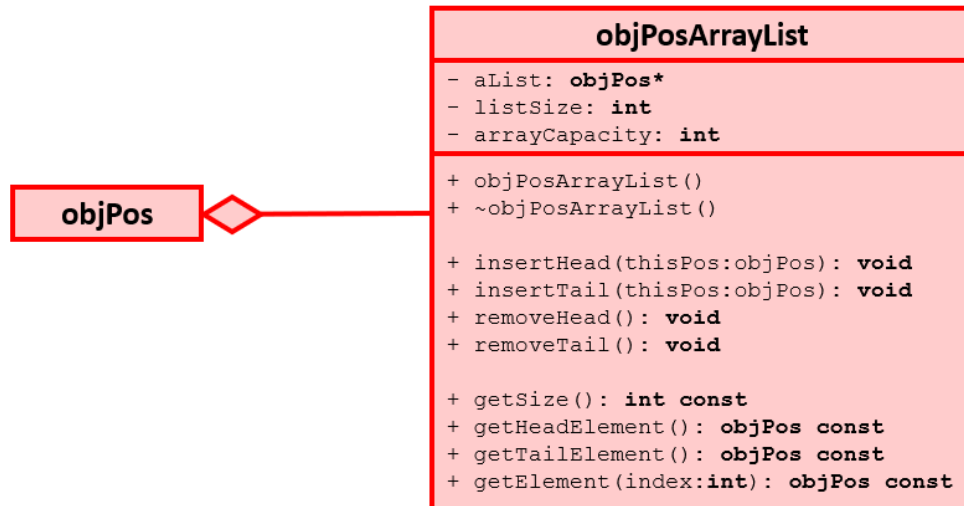 objPosArrayList
- aList: objPos*
- listSize: int
- arrayCapacity: int
objPos
+ objPosArrayList()
+ ~objPosArrayList()
+ insertHead(thisPos:objPos): void
+ insertTail(thisPos:objPos): void
+ removeHead(): void
+ removeTail(): void
+ getSize(): int const
+ getHeadElement(): objPos const
+ getTailElement(): objPos const
+ getElement(index:int): objPos const